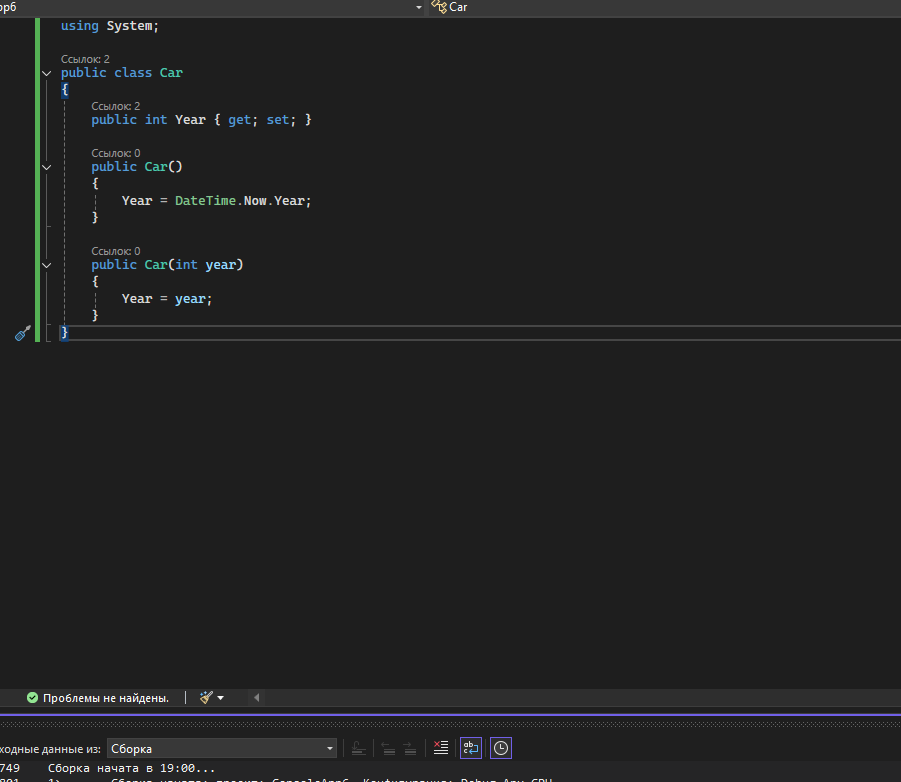 рр6
Car
using System;
Ссылок: 2
public class Car
{
Ссылок: 2
public int Year { get; set; }
Ссылок: 0
public Car()
{
Year = DateTime.Now.Year;
}
Ссылок: 0
public Car(int year)
{
Year = year;
}
}
Проблемы не найдены.
ходные данные из: Сборка
749 Сборка начата в 19:00...